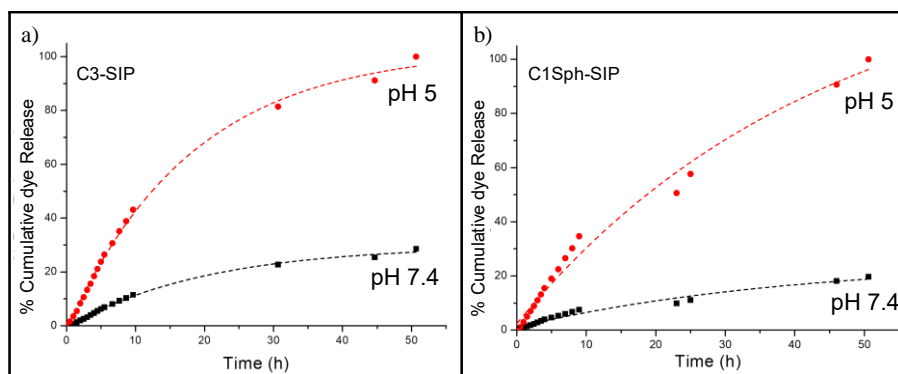 a)
C3-SIP
% Cumulative dye Release
100
80
60
40
20
0
pH 5
pH 7.4
0 10 20 30 40 50
Time (h)
b)
C1Sph-SIP
% Cumulative dye Release
100
80
60
40
20
0
pH 5
pH 7.4
0 10 20 30 40 50
Time (h)